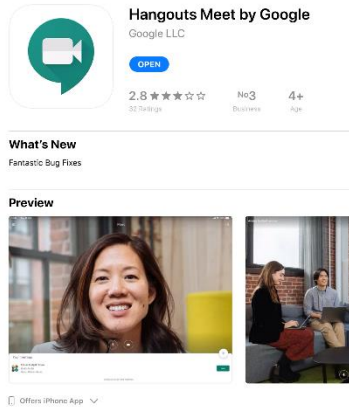 Hangouts Meet by Google
Google LLC
OPEN
2.8 ★★★☆☆
No3
4+
32 Ratings
Business
Age
What's New
Fantastic Bug Fixes
Preview
Offers iPhone App